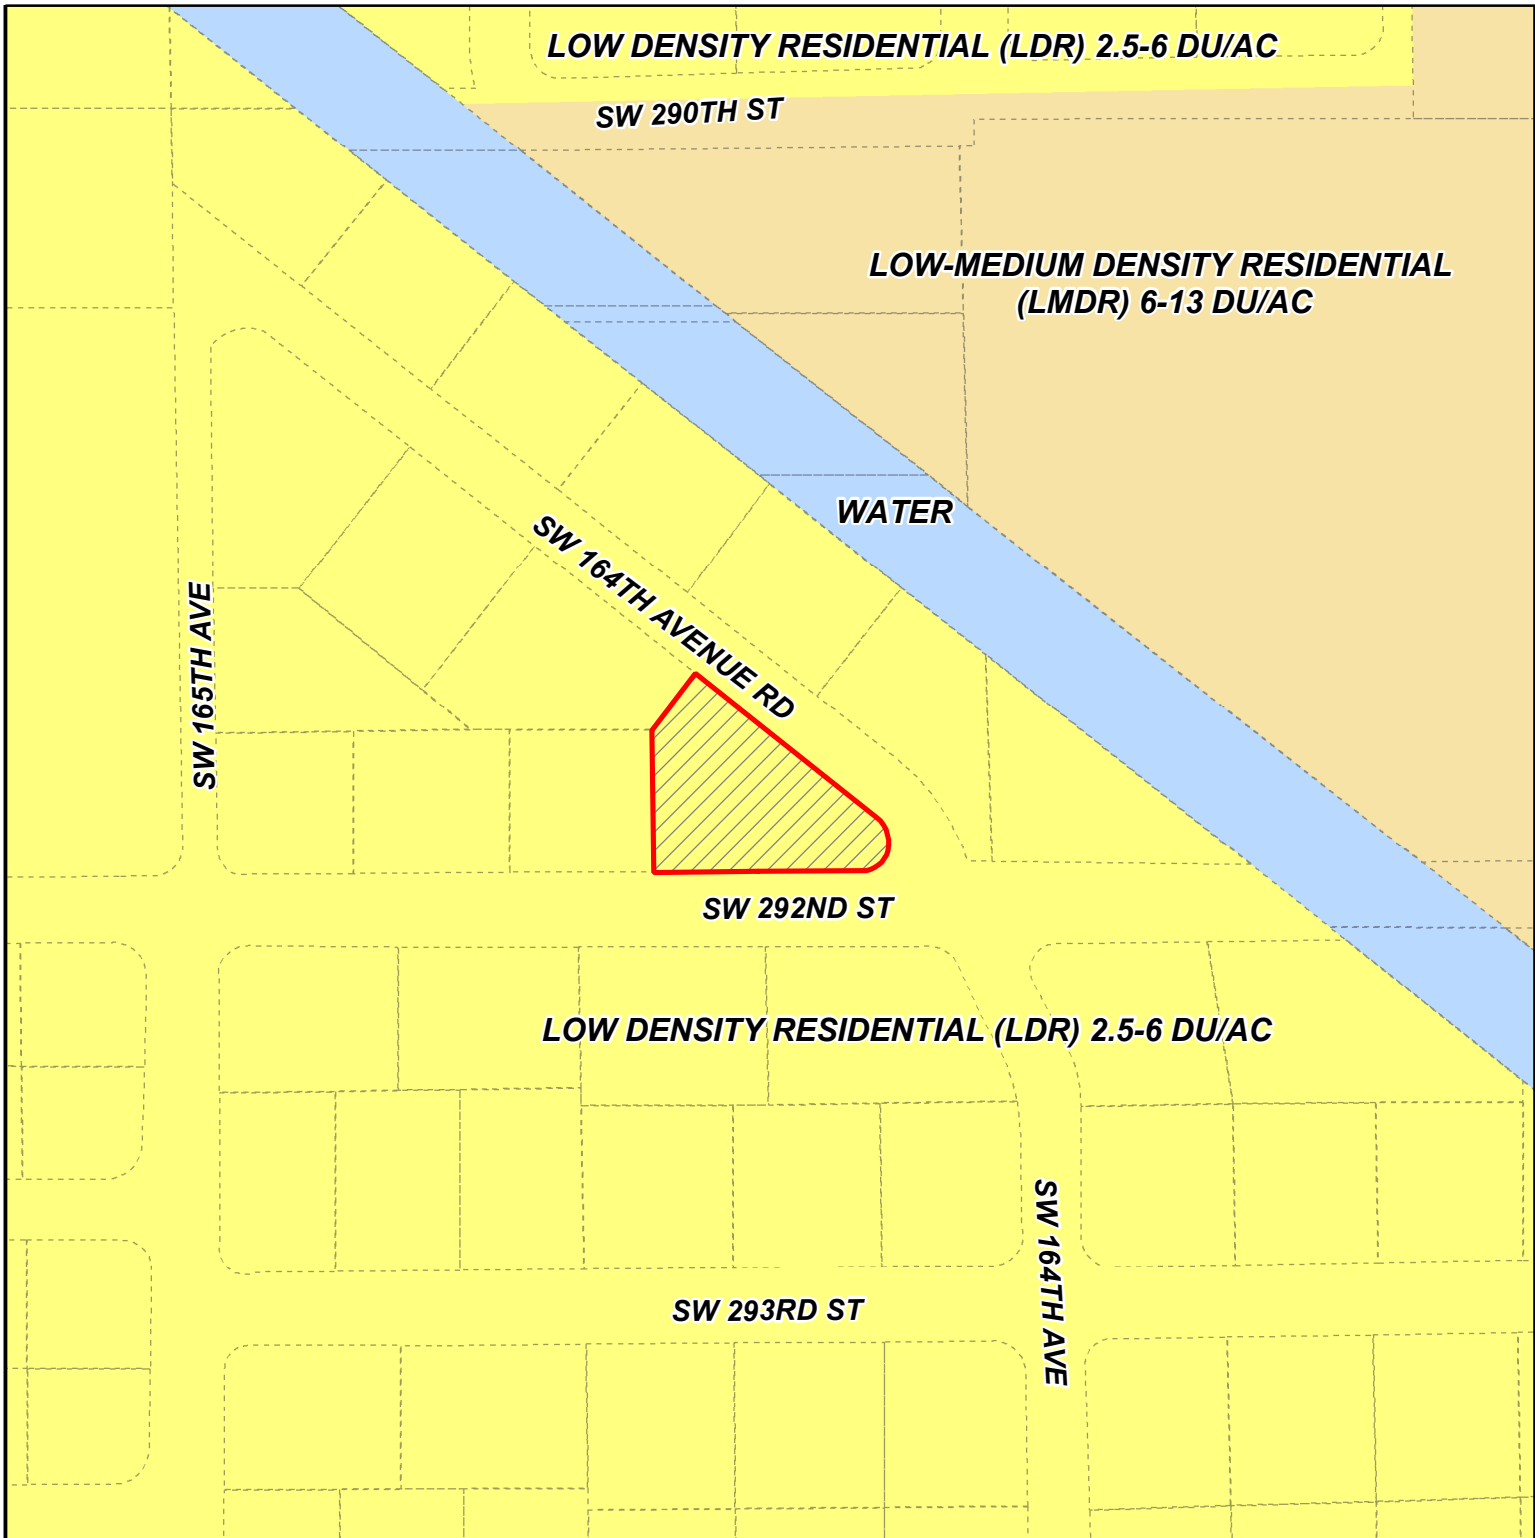 LOW DENSITY RESIDENTIAL (LDR) 2.5-6 DU/AC
SW 290TH ST
LOW-MEDIUM DENSITY RESIDENTIAL
(LMDR) 6-13 DU/AC
WATER
SW 164TH AVENUE RD
SW 165TH AVE
SW 292ND ST
LOW DENSITY RESIDENTIAL (LDR) 2.5-6 DU/AC
SW 164TH AVE
SW 293RD ST